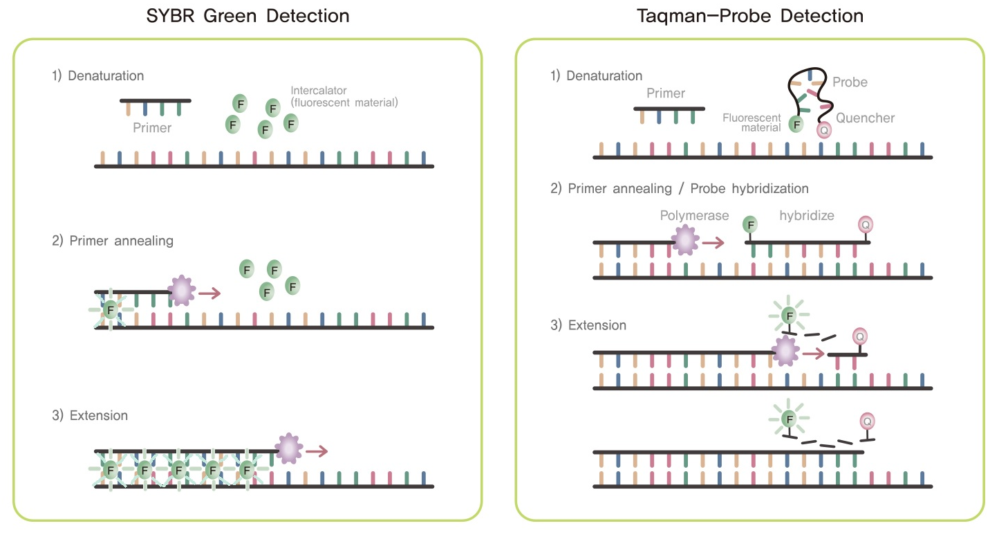 SYBR Green Detection
1) Denaturation
Primer
F
F
F
F
F
Intercalator
(fluorescent material)
2) Primer annealing
F
F
F
F
F
3) Extension
F
F
F
F
F
Taqman-Probe Detection
1) Denaturation
Primer
Probe
Fluorescent
material
F
Quencher
Q
2) Primer annealing / Probe hybridization
Polymerase
hybridize
F
Q
3) Extension
F
Q
F
Q